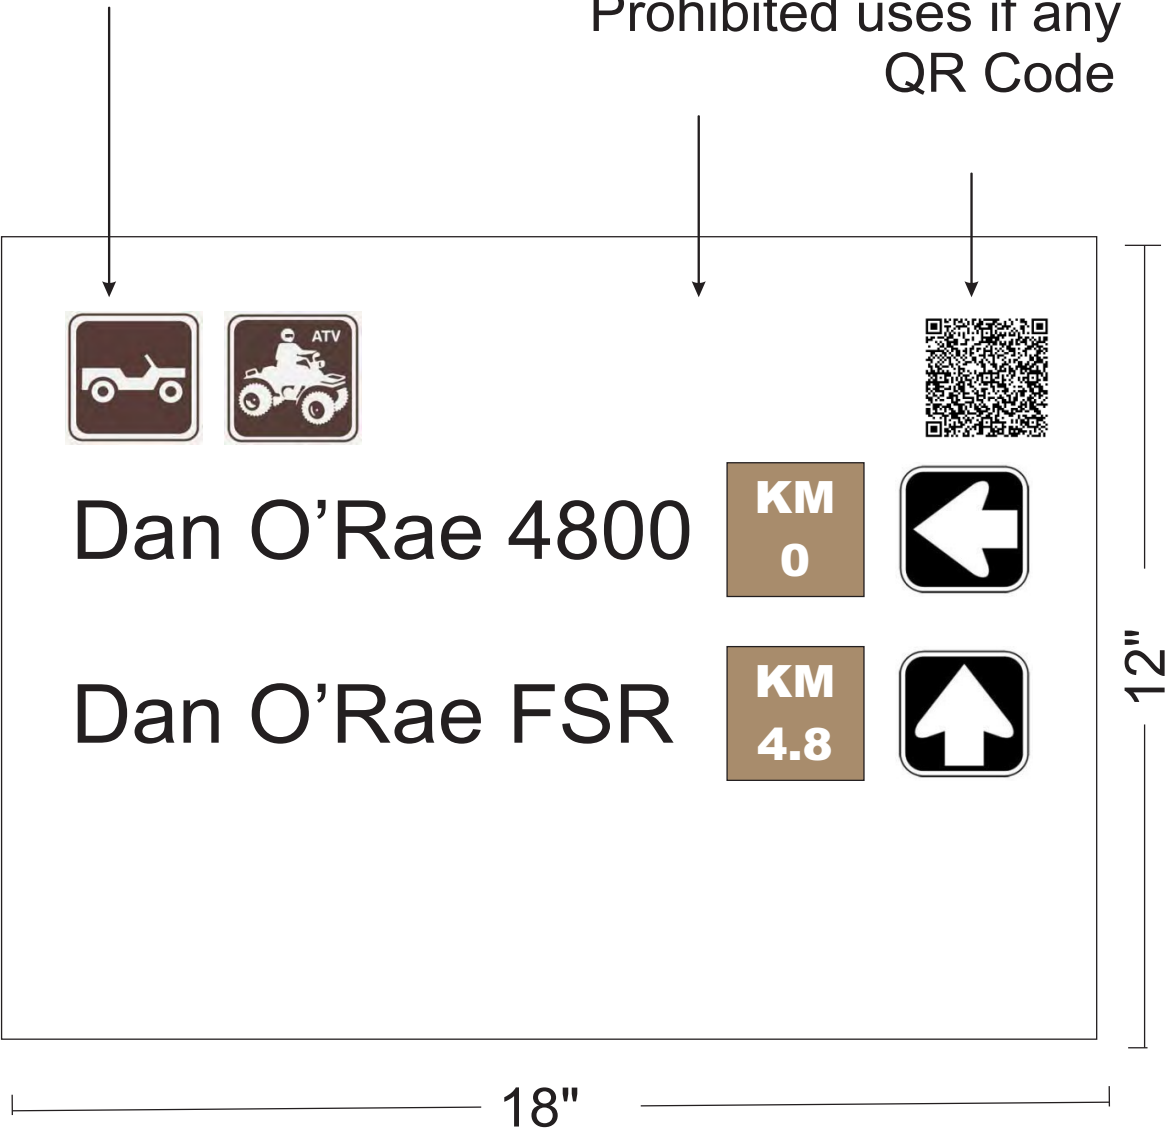 Prohibited uses if any
QR Code
ATV
Dan O’Rae 4800
KM
0
Dan O’Rae FSR
KM
4.8
12"
18"